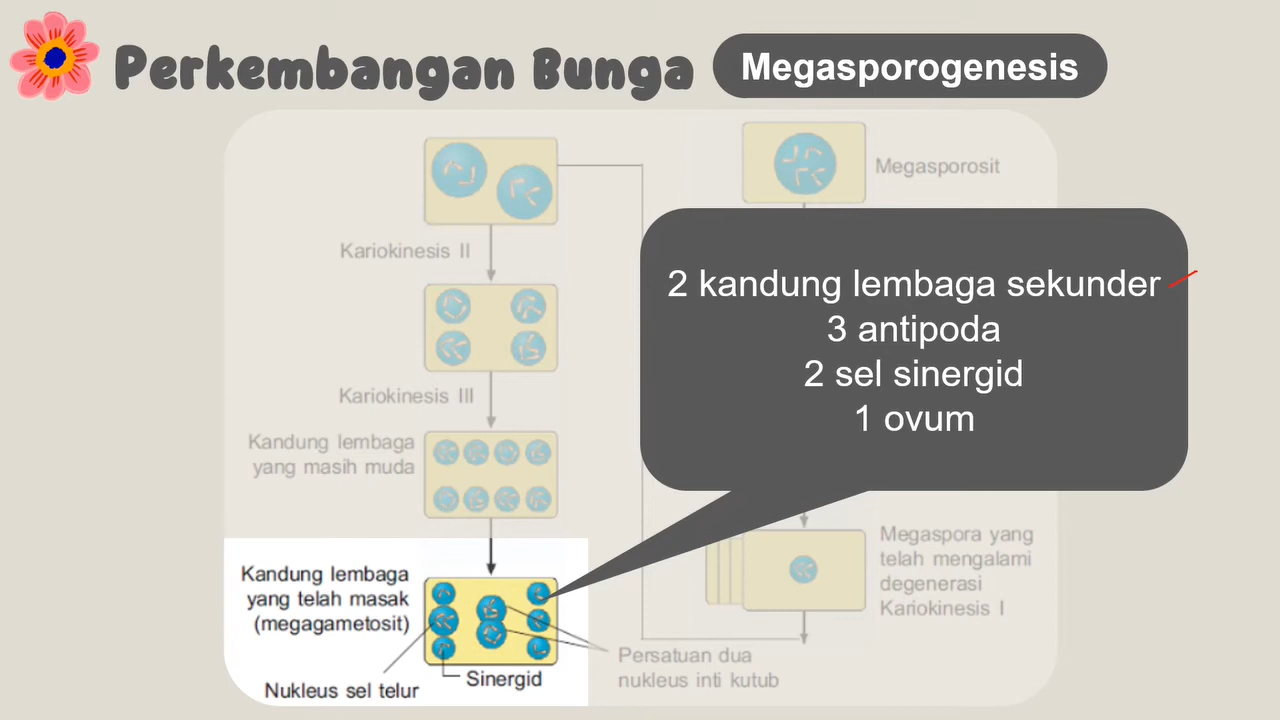 Perkembangan Bunga
Megasporogenesis
Megasporosit
Kariokinesis II
2 kandung lembaga sekunder
3 antipoda
2 sel sinergid
1 ovum
Kariokinesis III
Kandung lembaga
yang masih muda
Megaspora yang
telah mengalami
degenerasi
Kariokinesis I
Kandung lembaga
yang telah masak
(megagametosit)
Persatuan dua
nukleus inti kutub
Sinergid
Nukleus sel telur